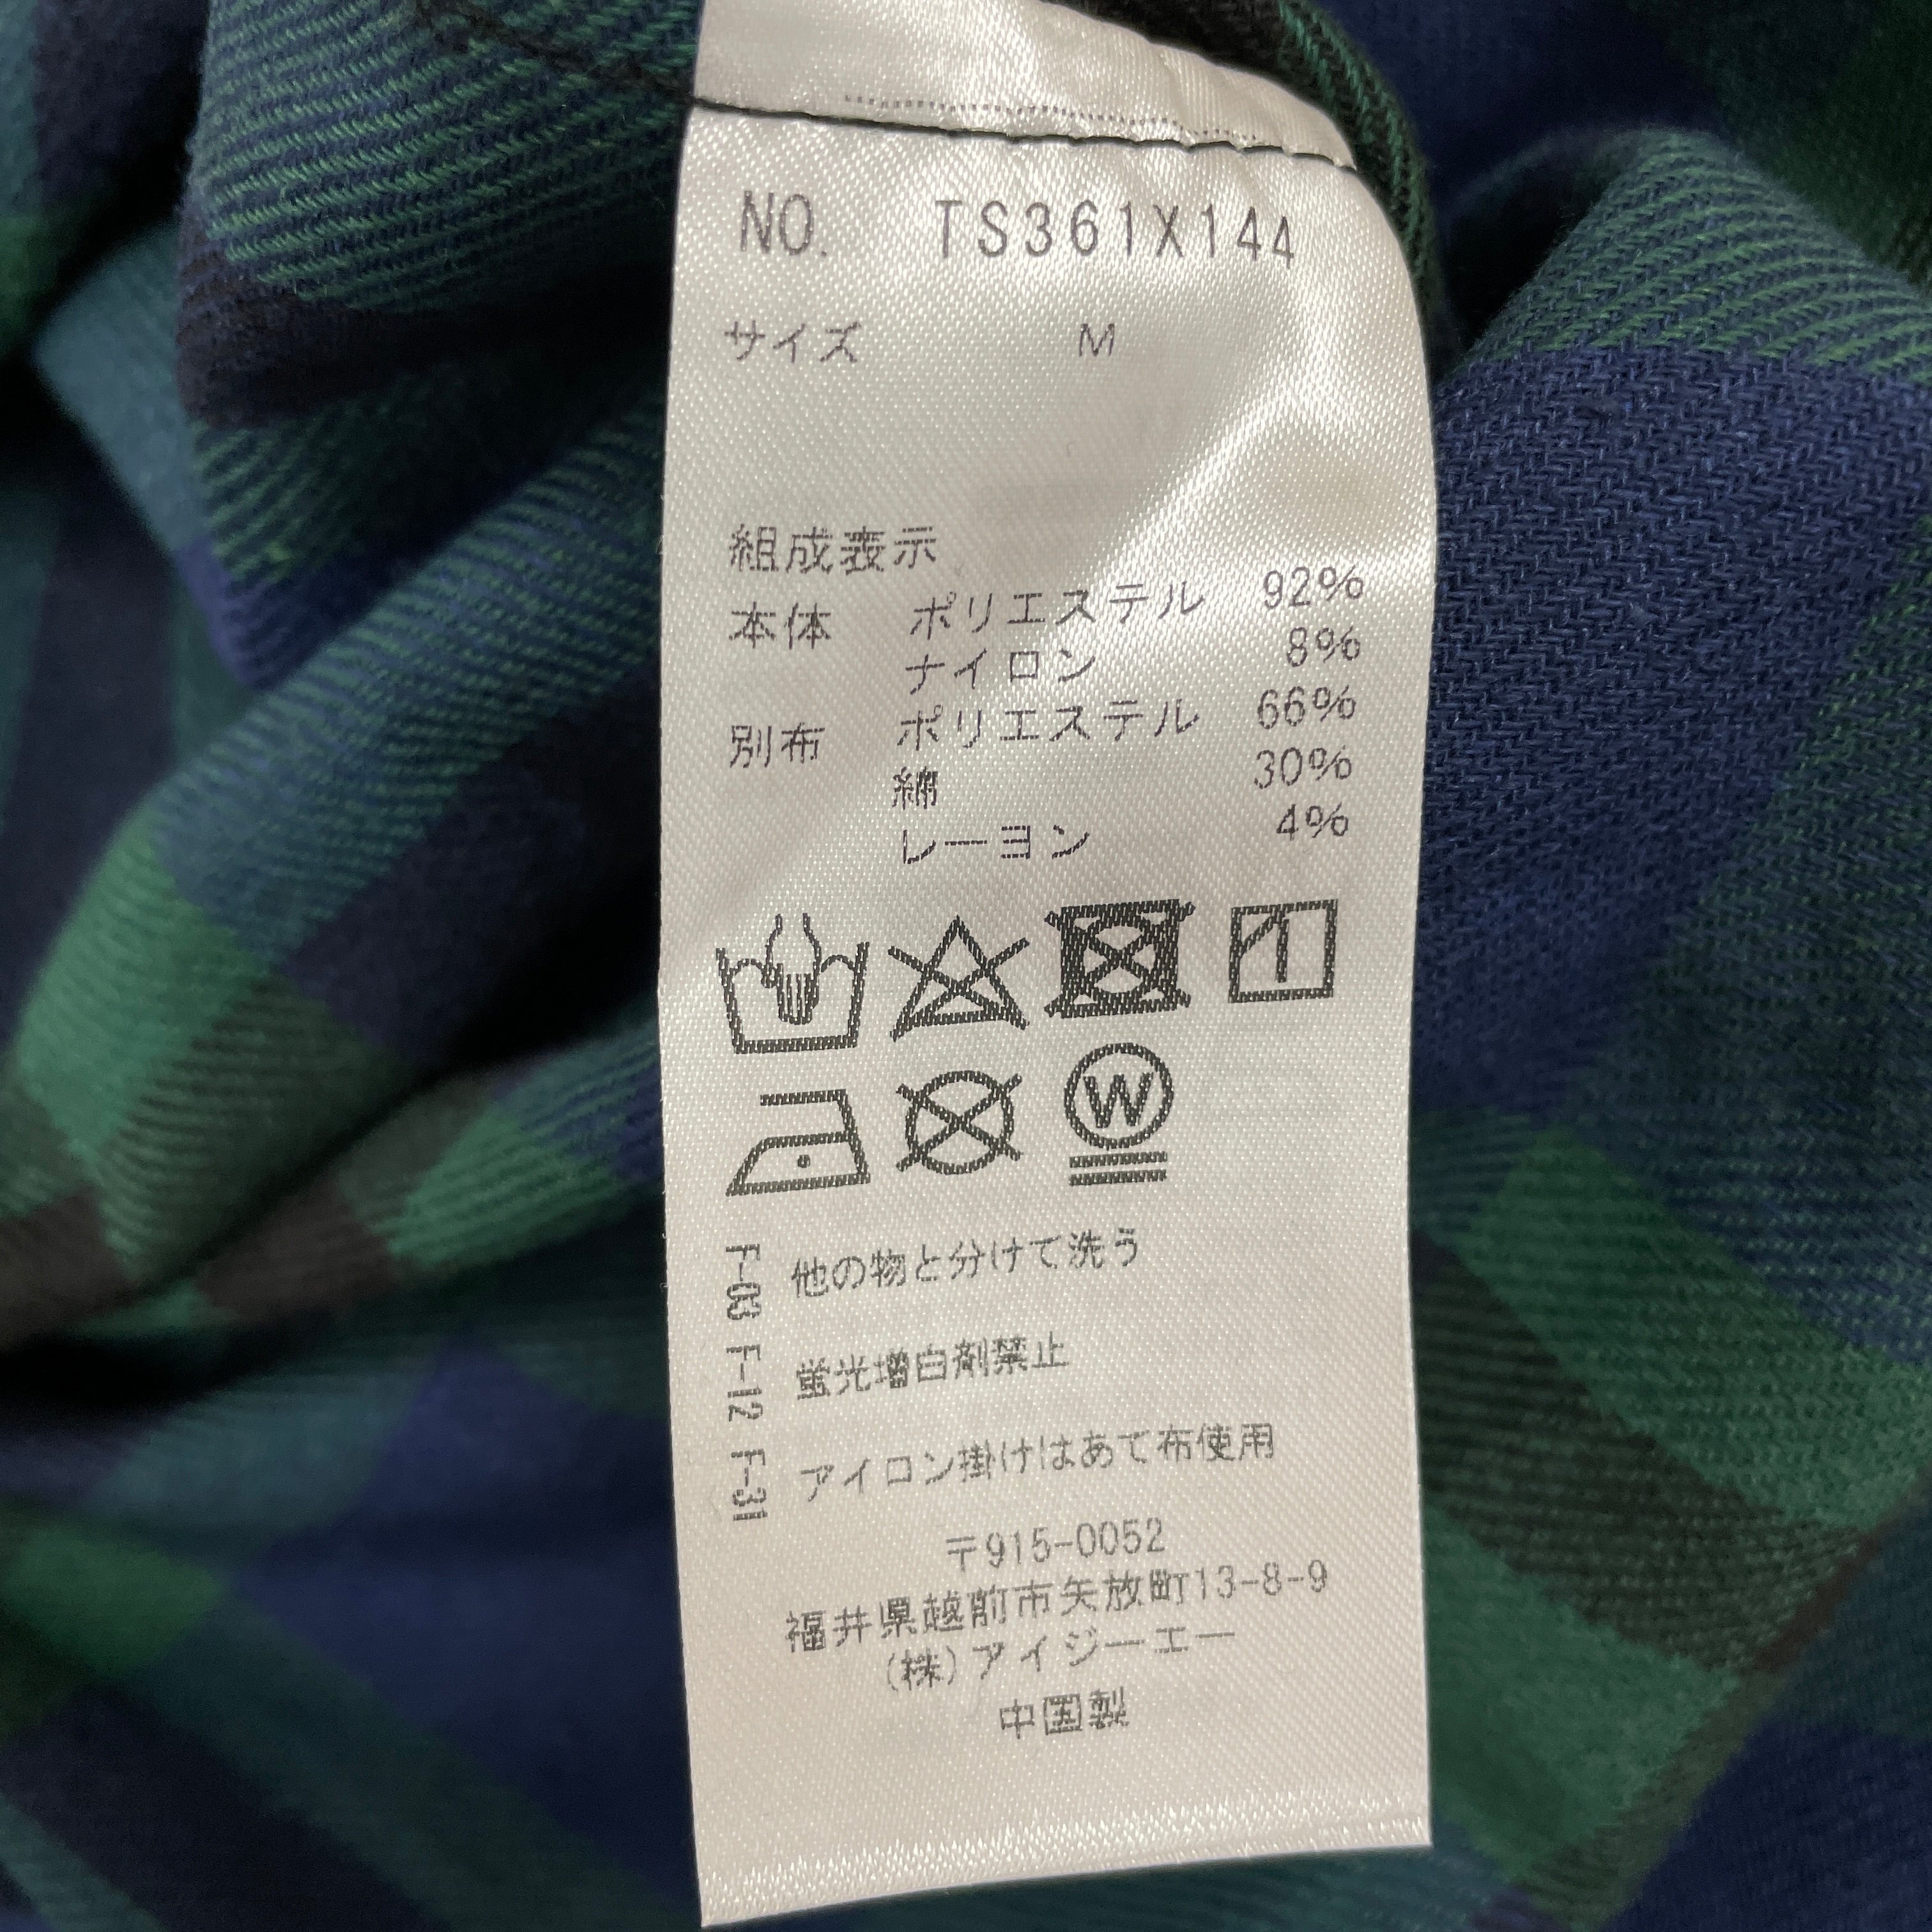 NO. TS361X144
サイズ M
組成表示
本体 ポリエステル 92%
ナイロン 8%
別布 ポリエステル 66%
綿 30%
レーヨン 4%
W
F-03 他の物と分けて洗う
F-12 蛍光増白剤禁止
F-31 アイロン掛けはあて布使用
〒915-0052
福井県越前市矢放町13-8-9
(株)アイジーエー
中国製